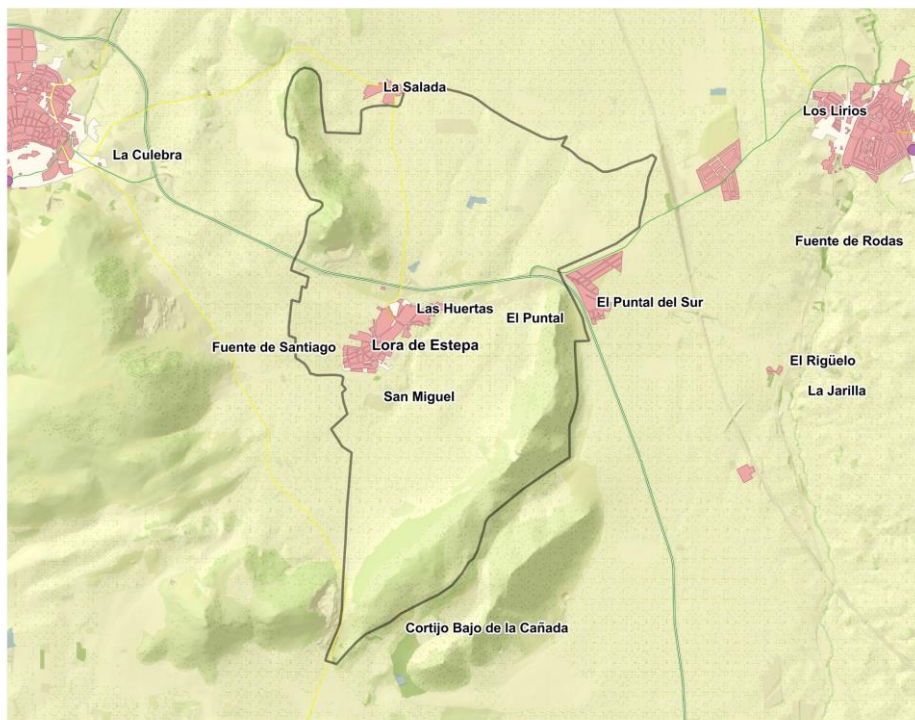 La Salada
Los Lirios
La Culebra
Fuente de Rodas
El Puntal del Sur
Las Huertas
El Puntal
Lora de Estepa
Fuente de Santiago
El Rigüelo
La Jarilla
San Miguel
Cortijo Bajo de la Cañada